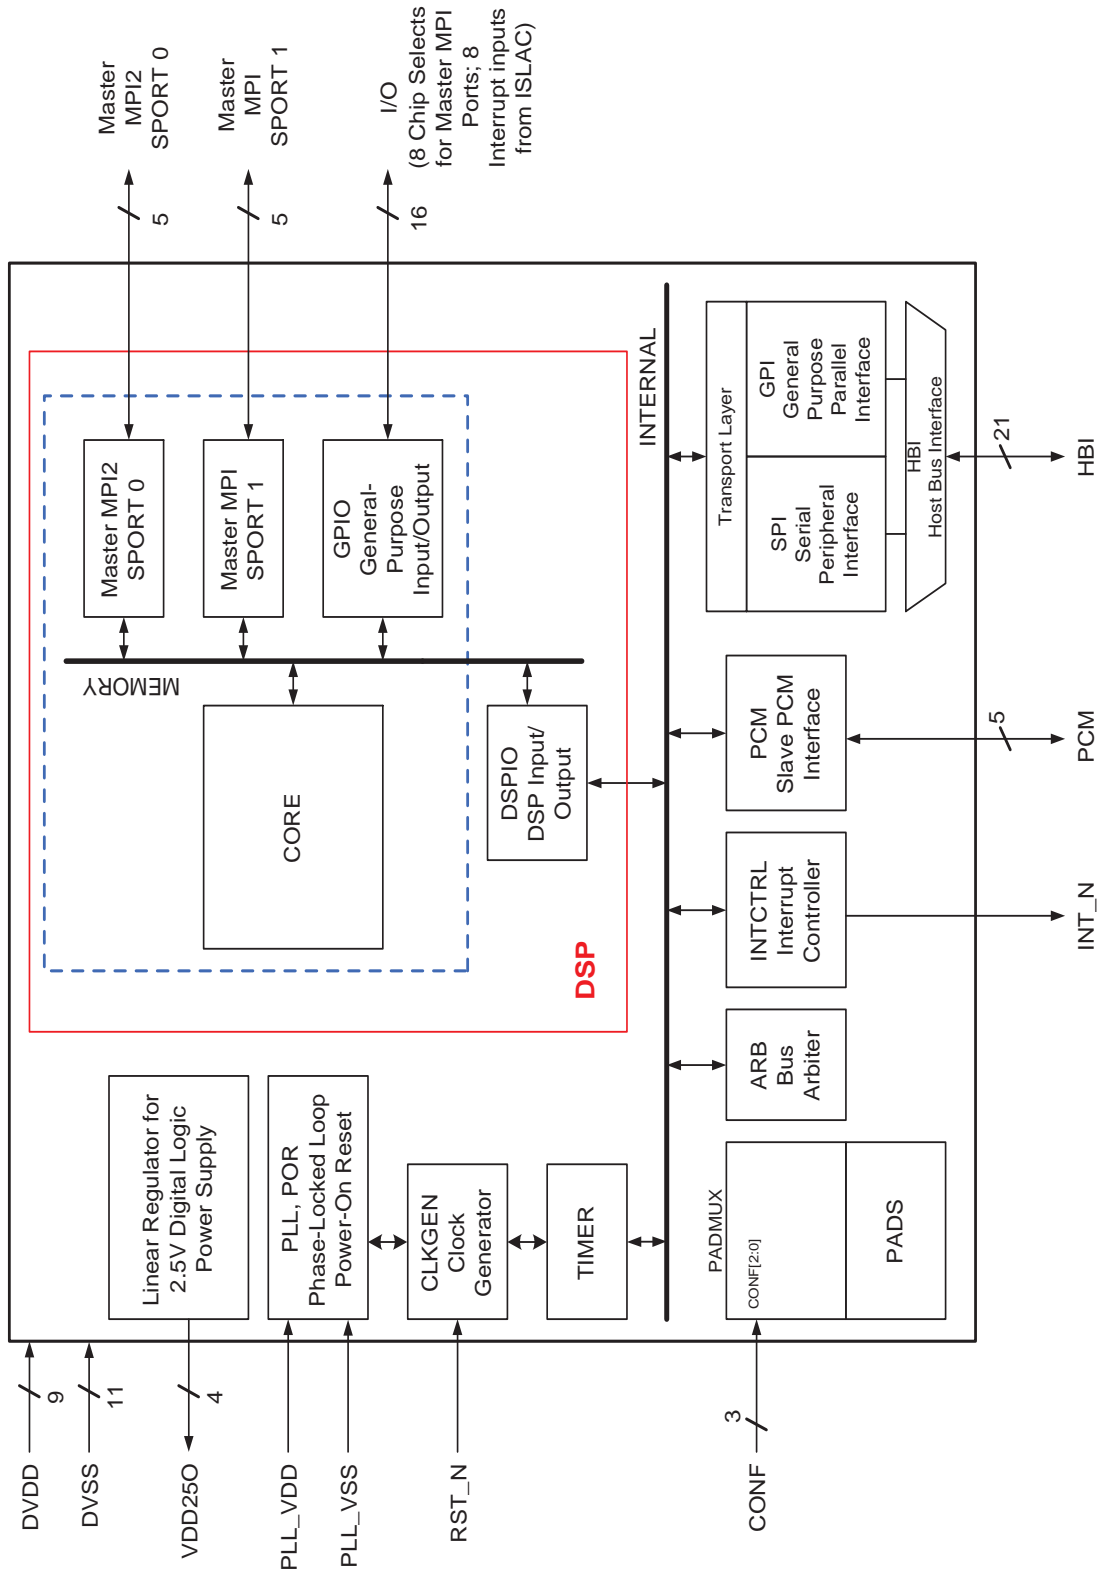 DVDD
9
DVSS
11
VDD25O
4
PLL_VDD
PLL_VSS
RST_N
CONF
3
Linear Regulator for
2.5V Digital Logic
Power Supply
PLL, POR
Phase-Locked Loop
Power-On Reset
CLKGEN
Clock
Generator
TIMER
DSP
CORE
MEMORY
DSPIO
DSP Input/
Output
Master MPI2
SPORT 0
Master MPI
SPORT 1
GPIO
General-
Purpose
Input/Output
Master
MPI2
SPORT 0
5
Master
MPI
SPORT 1
5
I/O
(8 Chip Selects
for Master MPI
Ports; 8
Interrupt inputs
from ISLAC)
16
INTERNAL
PADMUX
CONF[2:0]
PADS
ARB
Bus
Arbiter
INTCTRL
Interrupt
Controller
PCM
Slave PCM
Interface
Transport Layer
SPI
Serial
Peripheral
Interface
GPI
General
Purpose
Parallel
Interface
HBI
Host Bus Interface
INT_N
5
PCM
21
HBI